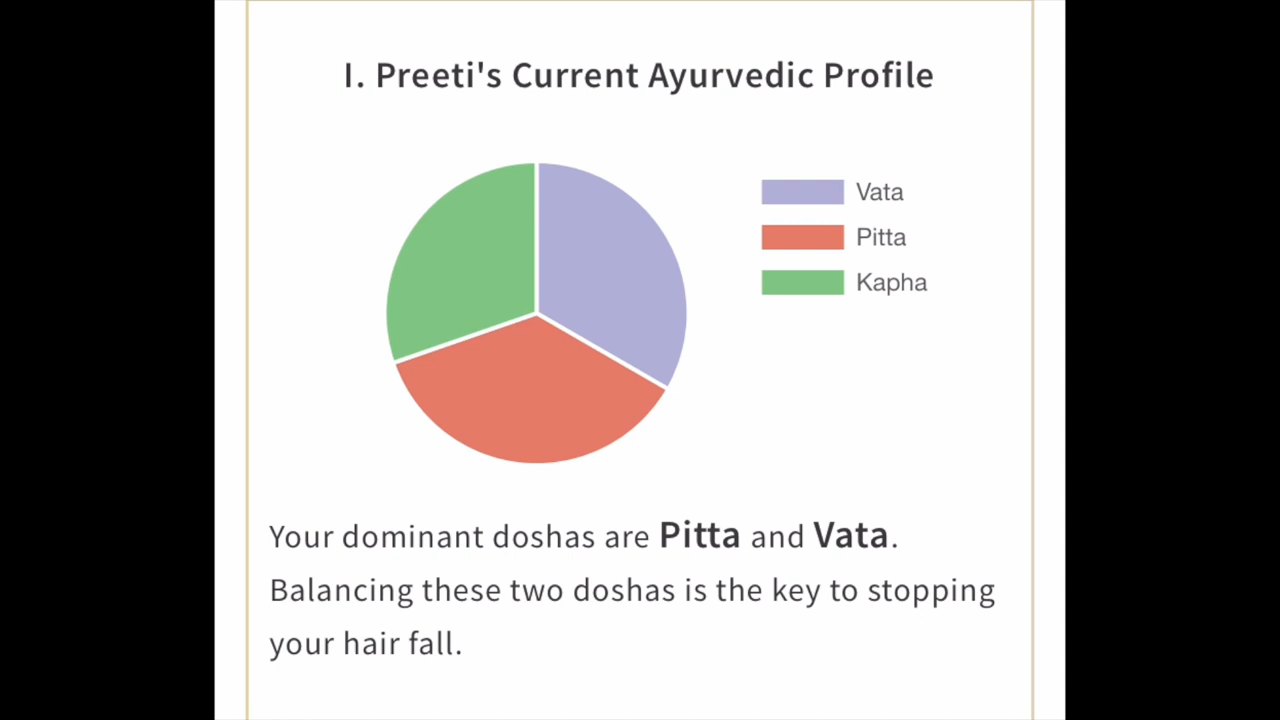 I. Preeti's Current Ayurvedic Profile
Vata
Pitta
Kapha
Your dominant doshas are Pitta and Vata.
Balancing these two doshas is the key to stopping
your hair fall.